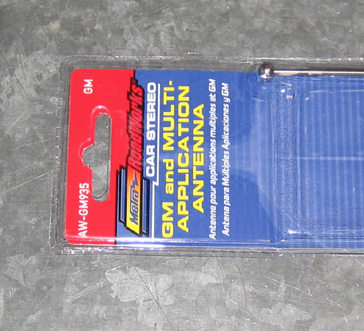 GM
AW-GM935
Metra's
RoadWorks
CAR STEREO
GM and MULTI-
APPLICATION
ANTENNA
Antenne pour applications multiples et GM
Antena para Múltiples Aplicaciones y GM